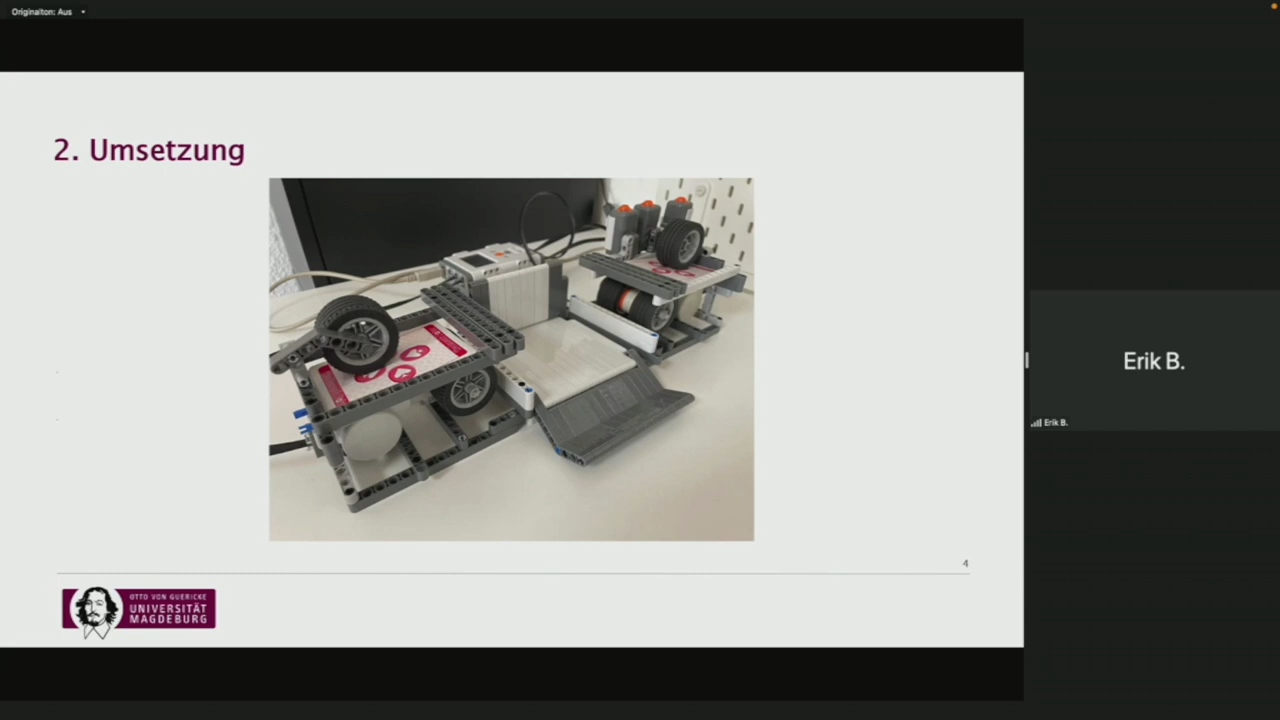 Originalton: Aus
2. Umsetzung
4
OTTO VON GUERICKE
UNIVERSITÄT
MAGDEBURG
Erik B.
Erik B.